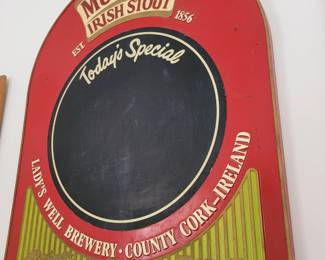 IRISH STOUT
EST. 1856
Today's Special
LADY'S WELL BREWERY · COUNTY CORK-IRELAND